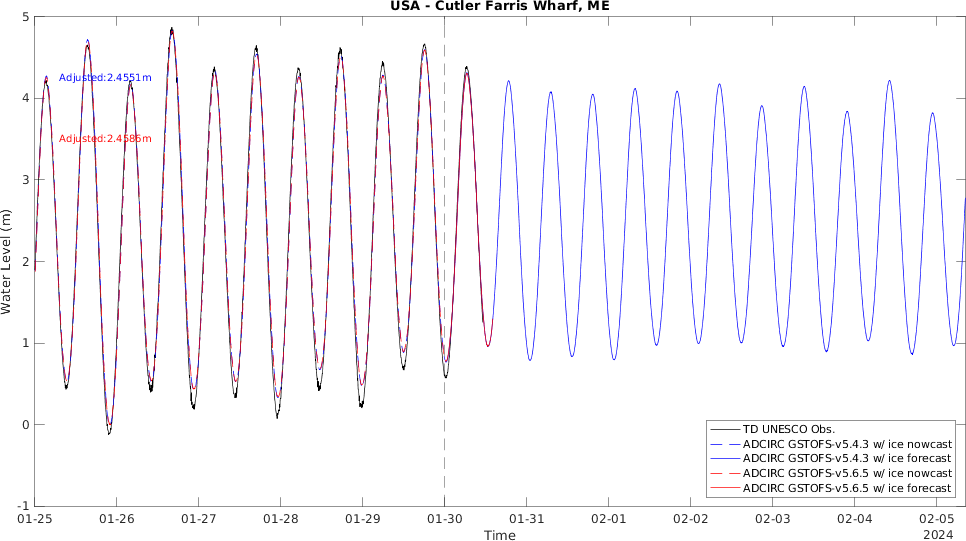 USA - Cutler Farris Wharf, ME
5
4
3
2
1
0
-1
Water Level (m)
Adjusted:2.4551m
Adjusted:2.4586m
TD UNESCO Obs.
ADCIRC GSTOFS-v5.4.3 w/ ice nowcast
ADCIRC GSTOFS-v5.4.3 w/ ice forecast
ADCIRC GSTOFS-v5.6.5 w/ ice nowcast
ADCIRC GSTOFS-v5.6.5 w/ ice forecast
01-25 01-26 01-27 01-28 01-29 01-30 01-31 02-01 02-02 02-03 02-04 02-05
Time 2024